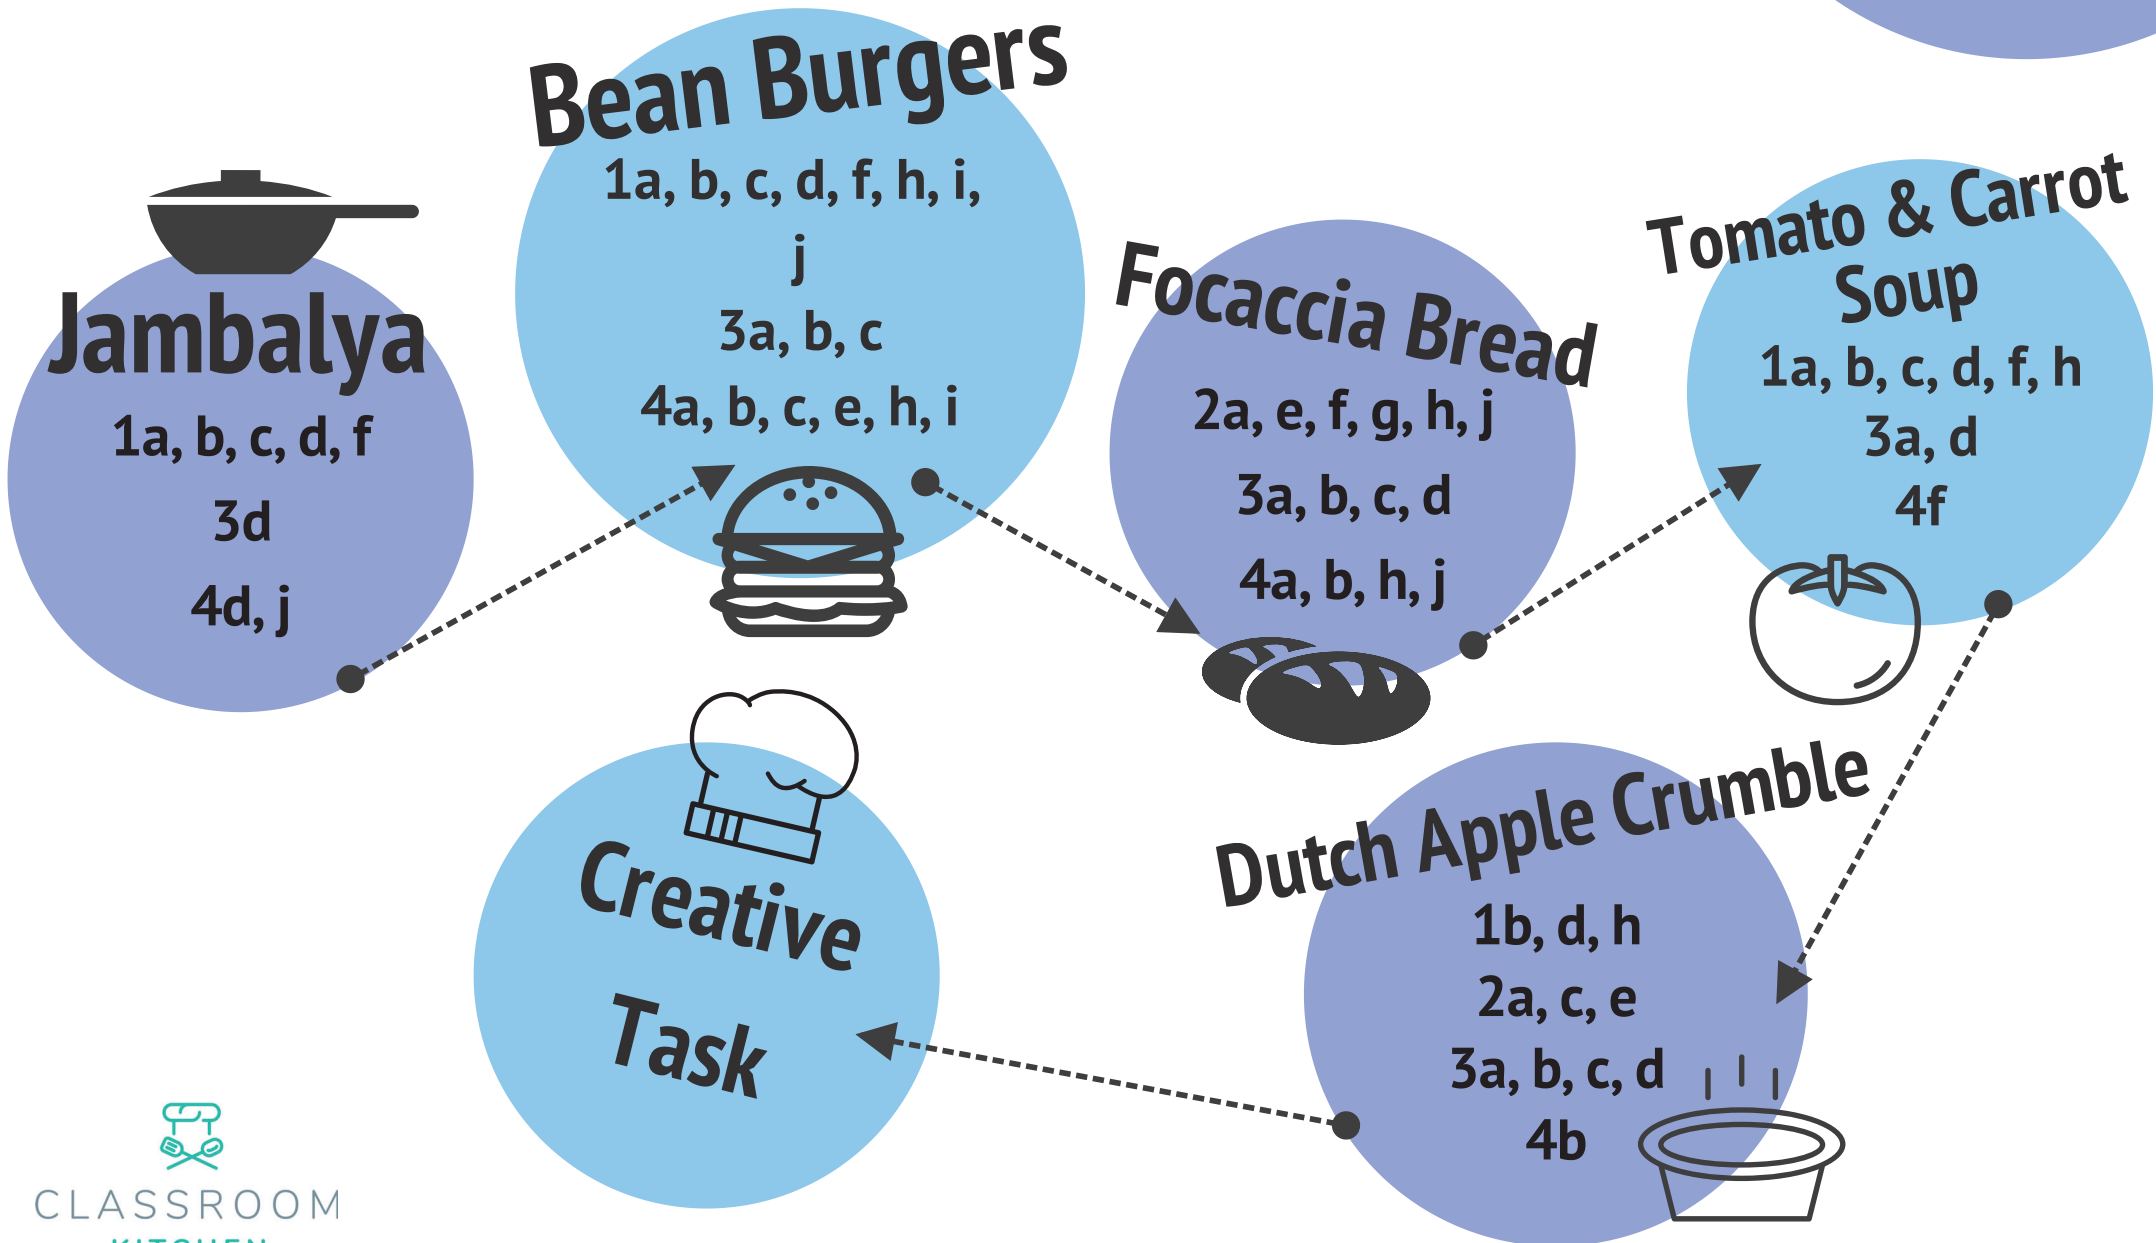 Jambalya
1a, b, c, d, f
3d
4d, j
Bean Burgers
1a, b, c, d, f, h, i,
j
3a, b, c
4a, b, c, e, h, i
Focaccia Bread
2a, e, f, g, h, j
3a, b, c, d
4a, b, h, j
Tomato & Carrot
Soup
1a, b, c, d, f, h
3a, d
4f
Dutch Apple Crumble
1b, d, h
2a, c, e
3a, b, c, d
4b
Creative
Task
CLASSROOM
KITCHEN